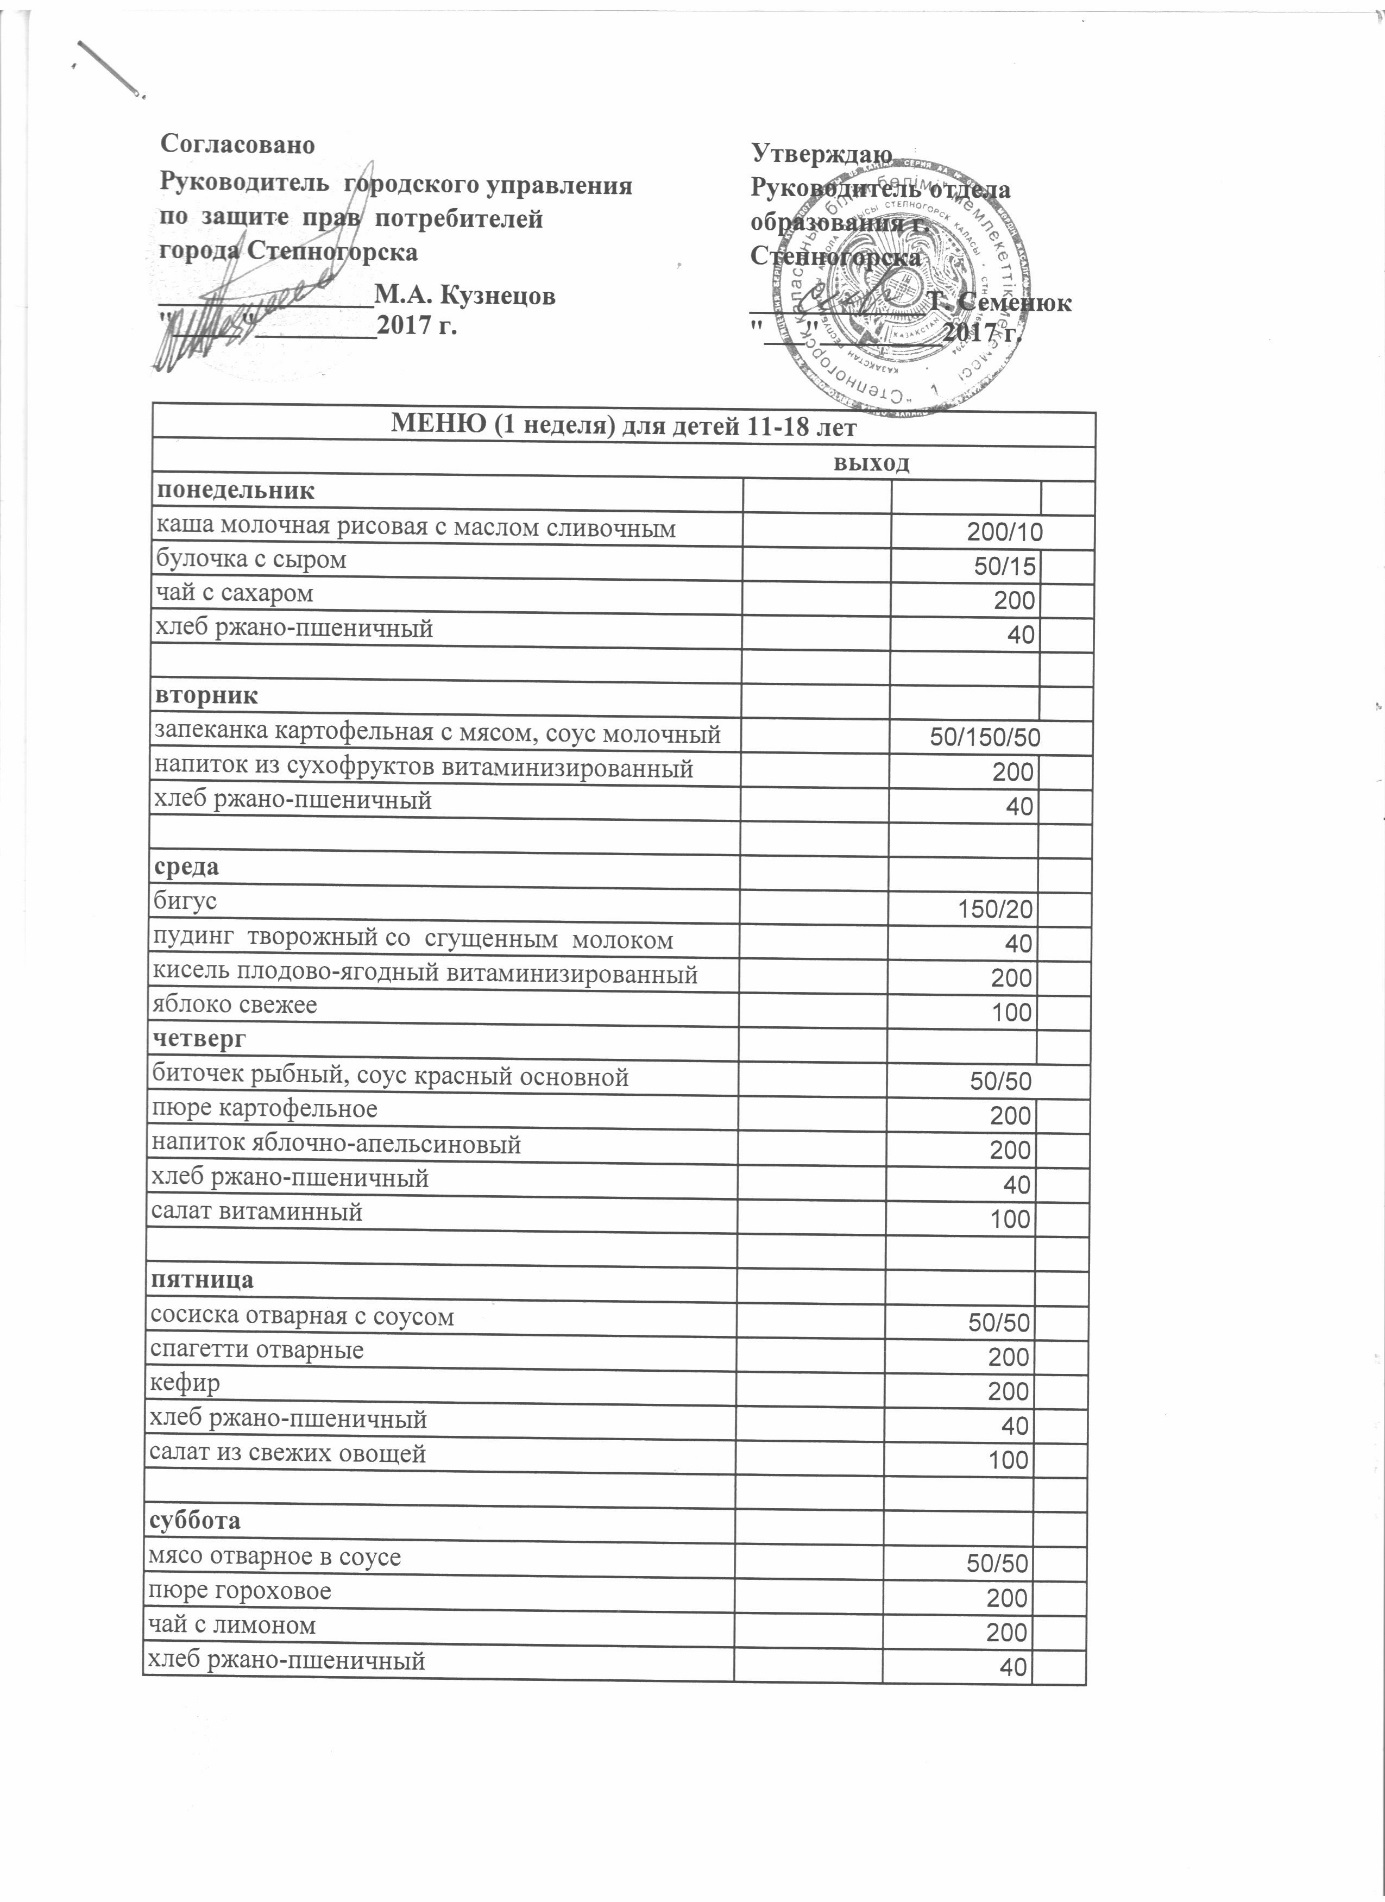 Согласовано
Руководитель городского управления
по защите прав потребителей
города Степногорска
________________М.А. Кузнецов
"_____"_________2017 г.
Утверждаю
Руководитель отдела
образования г.
Степногорска
_____________Т. Семенюк
"___"_________2017 г.
МЕНЮ (1 неделя) для детей 11-18 лет
выход
понедельник
каша молочная рисовая с маслом сливочным 200/10
булочка с сыром 50/15
чай с сахаром 200
хлеб ржано-пшеничный 40
вторник
запеканка картофельная с мясом, соус молочный 50/150/50
напиток из сухофруктов витаминизированный 200
хлеб ржано-пшеничный 40
среда
бигус 150/20
пудинг творожный со сгущенным молоком 40
кисель плодово-ягодный витаминизированный 200
яблоко свежее 100
четверг
биточек рыбный, соус красный основной 50/50
пюре картофельное 200
напиток яблочно-апельсиновый 200
хлеб ржано-пшеничный 40
салат витаминный 100
пятница
сосиска отварная с соусом 50/50
спагетти отварные 200
кефир 200
хлеб ржано-пшеничный 40
салат из свежих овощей 100
суббота
мясо отварное в соусе 50/50
пюре гороховое 200
чай с лимоном 200
хлеб ржано-пшеничный 40